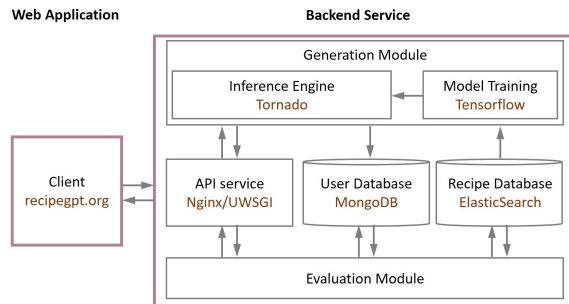 Web Application
Backend Service
Generation Module
Inference Engine
Tornado
Model Training
Tensorflow
Client
recipegpt.org
API service
Nginx/UWSGI
User Database
MongoDB
Recipe Database
ElasticSearch
Evaluation Module